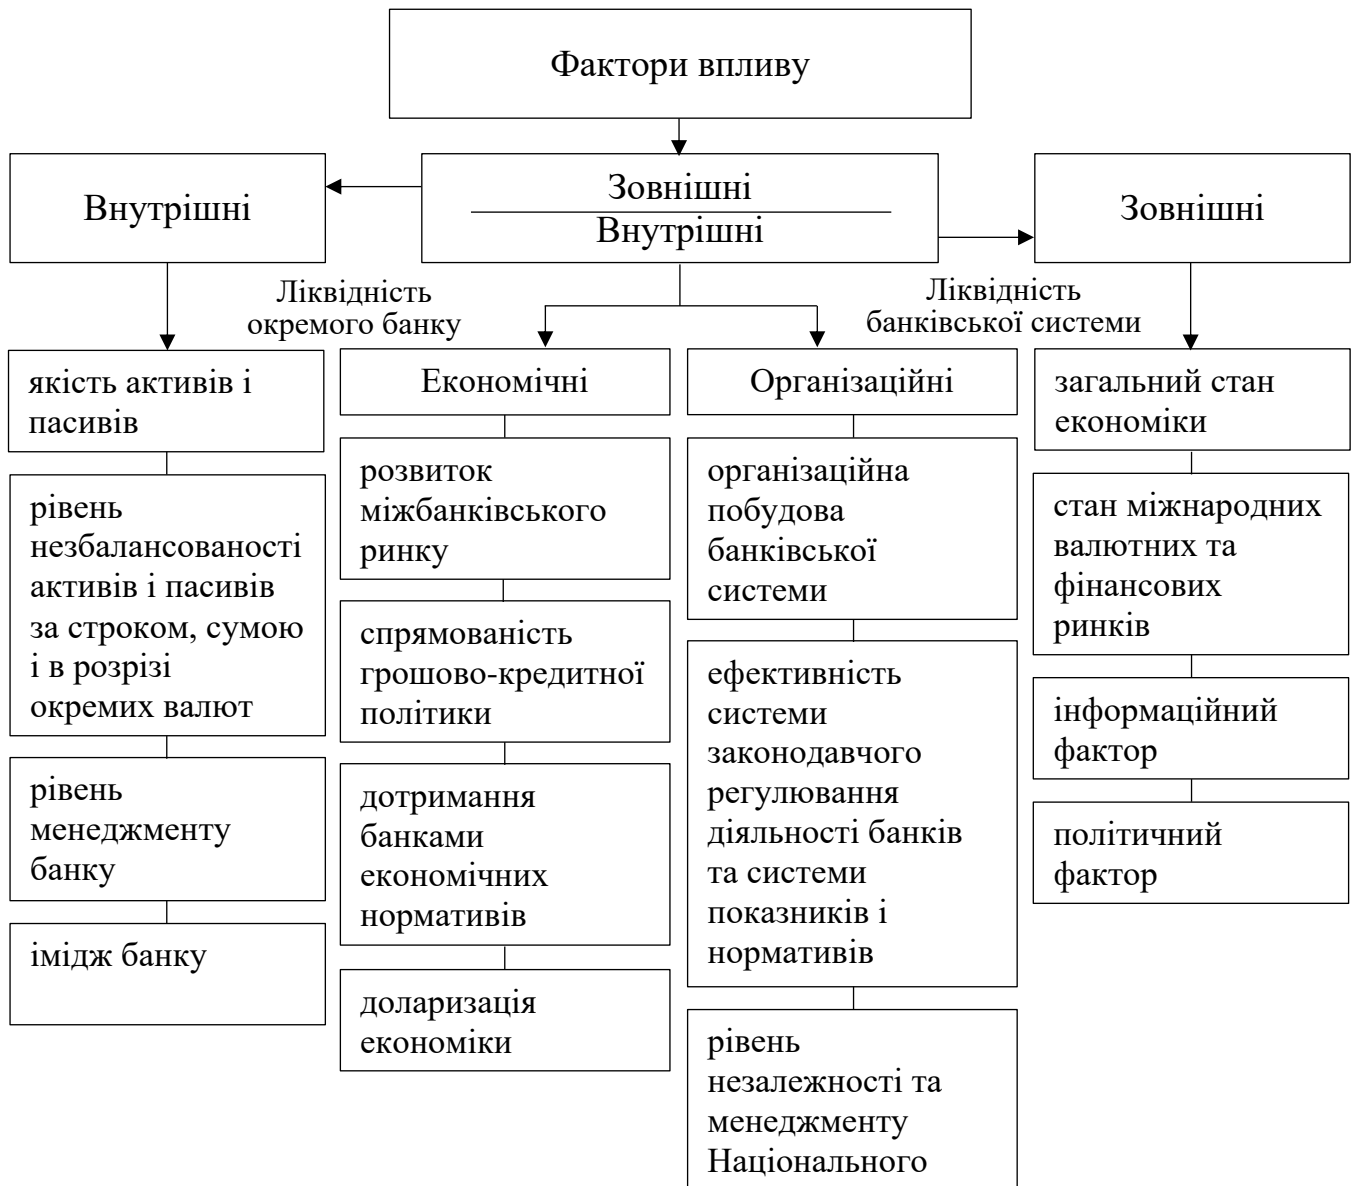 Фактори впливу
Внутрішні
Зовнішні
Внутрішні
Зовнішні
Ліквідність
окремого банку
Ліквідність
банківської системи
якість активів і
пасивів
рівень
незбалансованості
активів і пасивів
за строком, сумою
і в розрізі
окремих валют
рівень
менеджменту
банку
імідж банку
Економічні
розвиток
міжбанківського
ринку
спрямованість
грошово-кредитної
політики
дотримання
банками
економічних
нормативів
доларизація
економіки
Організаційні
організаційна
побудова
банківської
системи
ефективність
системи
законодавчого
регулювання
діяльності банків
та системи
показників і
нормативів
рівень
незалежності та
менеджменту
Національного
загальний стан
економіки
стан міжнародних
валютних та
фінансових
ринків
інформаційний
фактор
політичний
фактор